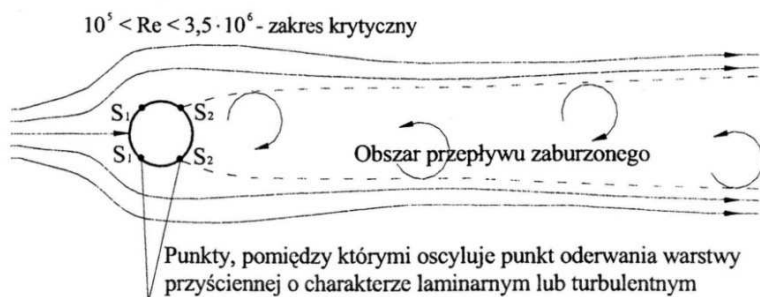 10⁵ < Re < 3,5 · 10⁶ - zakres krytyczny
S₁ S₂
S₁ S₂
Obszar przepływu zaburzonego
Punkty, pomiędzy którymi oscyluje punkt oderwania warstwy
przyściennej o charakterze laminarnym lub turbulentnym